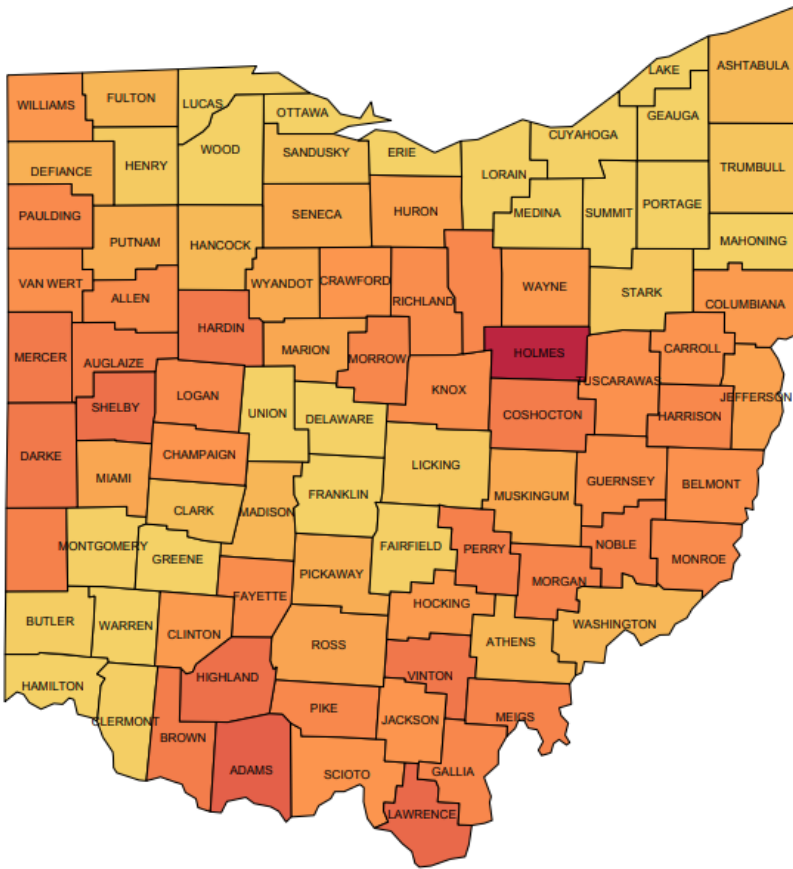 LAKE
ASHTABULA
WILLIAMS
FULTON
LUCAS
OTTAWA
GEAUGA
CUYAHOGA
WOOD
SANDUSKY
ERIE
HENRY
DEFIANCE
LORAIN
TRUMBULL
PAULDING
SENECA
HURON
MEDINA
SUMMIT
PORTAGE
PUTNAM
HANCOCK
MAHONING
VAN WERT
ALLEN
WYANDOT
CRAWFORD
RICHLAND
WAYNE
STARK
COLUMBIANA
HARDIN
MERCER
AUGLAIZE
MARION
MORROW
HOLMES
CARROLL
TUSCARAWAS
LOGAN
KNOX
SHELBY
UNION
DELAWARE
COSHOCTON
HARRISON
JEFFERSON
DARKE
CHAMPAIGN
LICKING
MIAMI
FRANKLIN
MUSKINGUM
GUERNSEY
BELMONT
CLARK
MADISON
MONTGOMERY
GREENE
FAIRFIELD
PERRY
NOBLE
MONROE
PICKAWAY
MORGAN
FAYETTE
HOCKING
BUTLER
WARREN
CLINTON
ROSS
ATHENS
WASHINGTON
HAMILTON
HIGHLAND
VINTON
CLERMONT
BROWN
PIKE
JACKSON
MEIGS
ADAMS
SCIOTO
GALLIA
LAWRENCE